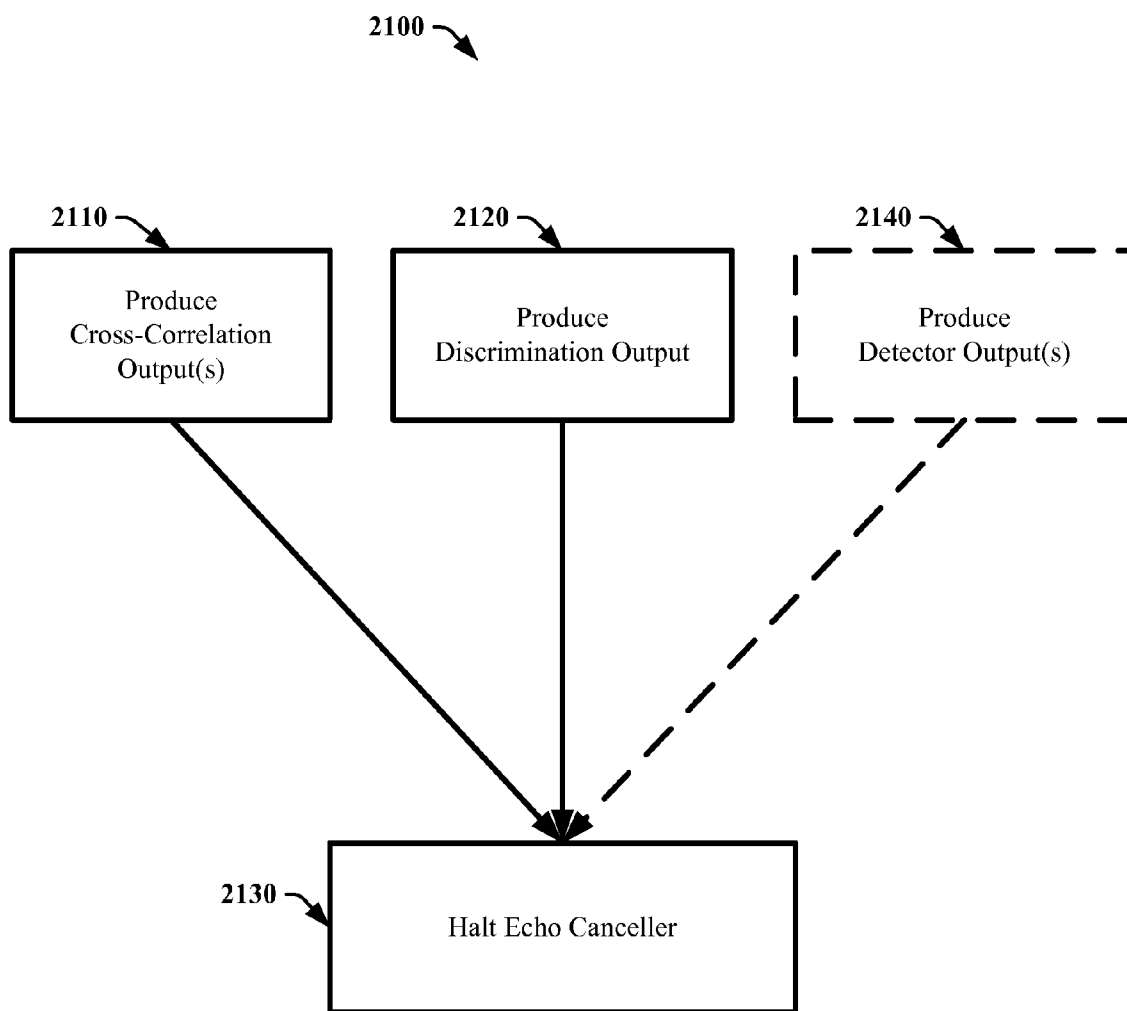 2100
2110
2120
2140
Produce
Cross-Correlation
Output(s)
Produce
Discrimination Output
Produce
Detector Output(s)
2130
Halt Echo Canceller